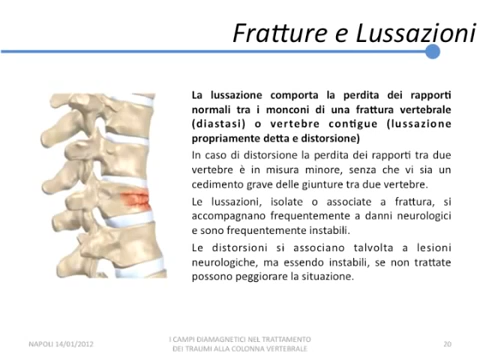 Fratture e Lussazioni
La lussazione comporta la perdita dei rapporti
normali tra i monconi di una frattura vertebrale
(diastasi) o vertebre contigue (lussazione
propriamente detta e distorsione)
In caso di distorsione la perdita dei rapporti tra due
vertebre è in misura minore, senza che vi sia un
cedimento grave delle giunture tra due vertebre.
Le lussazioni, isolate o associate a frattura, si
accompagnano frequentemente a danni neurologici
e sono frequentemente instabili.
Le distorsioni si associano talvolta a lesioni
neurologiche, ma essendo instabili, se non trattate
possono peggiorare la situazione.
NAPOLI 14/01/2012
I CAMPI DIAMAGNETICI NEL TRATTAMENTO
DEI TRAUMI ALLA COLONNA VERTEBRALE
20